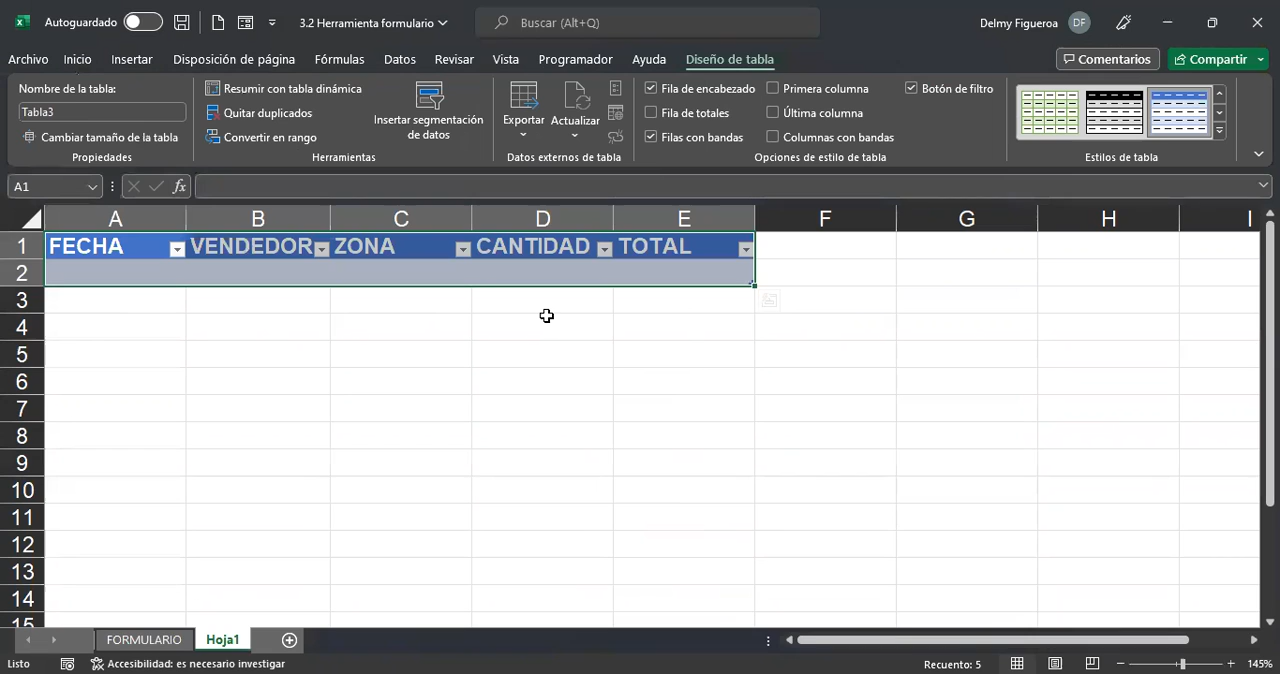 Autoguardado
3.2 Herramienta formulario
Buscar (Alt+Q)
Delmy Figueroa
DF
Archivo Inicio Insertar Disposición de página Fórmulas Datos Revisar Vista Programador Ayuda Diseño de tabla
Comentarios
Compartir
Nombre de la tabla:
Tabla3
Cambiar tamaño de la tabla
Propiedades
Resumir con tabla dinámica
Quitar duplicados
Convertir en rango
Insertar segmentación
de datos
Herramientas
Exportar
Actualizar
Datos externos de tabla
Fila de encabezado
Primera columna
Botón de filtro
Fila de totales
Última columna
Filas con bandas
Columnas con bandas
Opciones de estilo de tabla
Estilos de tabla
A1
fx
A B C D E F G H I
1 FECHA VENDEDOR ZONA CANTIDAD TOTAL
2
3
4
5
6
7
8
9
10
11
12
13
14
15
FORMULARIO
Hoja1
Listo
Accesibilidad: es necesario investigar
Recuento: 5
145%